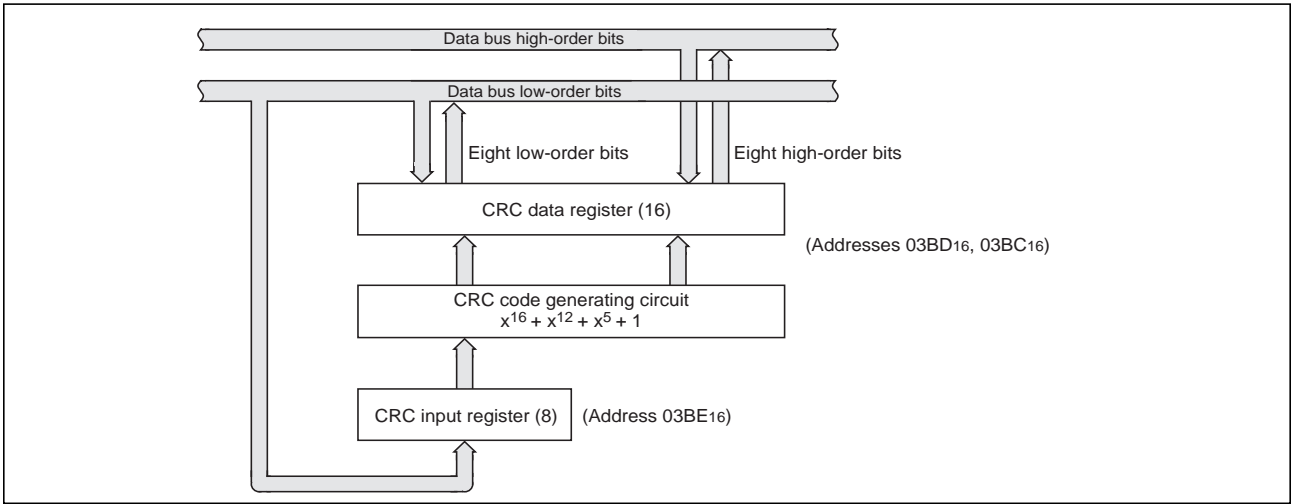 Data bus high-order bits
Data bus low-order bits
Eight low-order bits
Eight high-order bits
CRC data register (16)
(Addresses 03BD16, 03BC16)
CRC code generating circuit
x16 + x12 + x5 + 1
CRC input register (8)
(Address 03BE16)